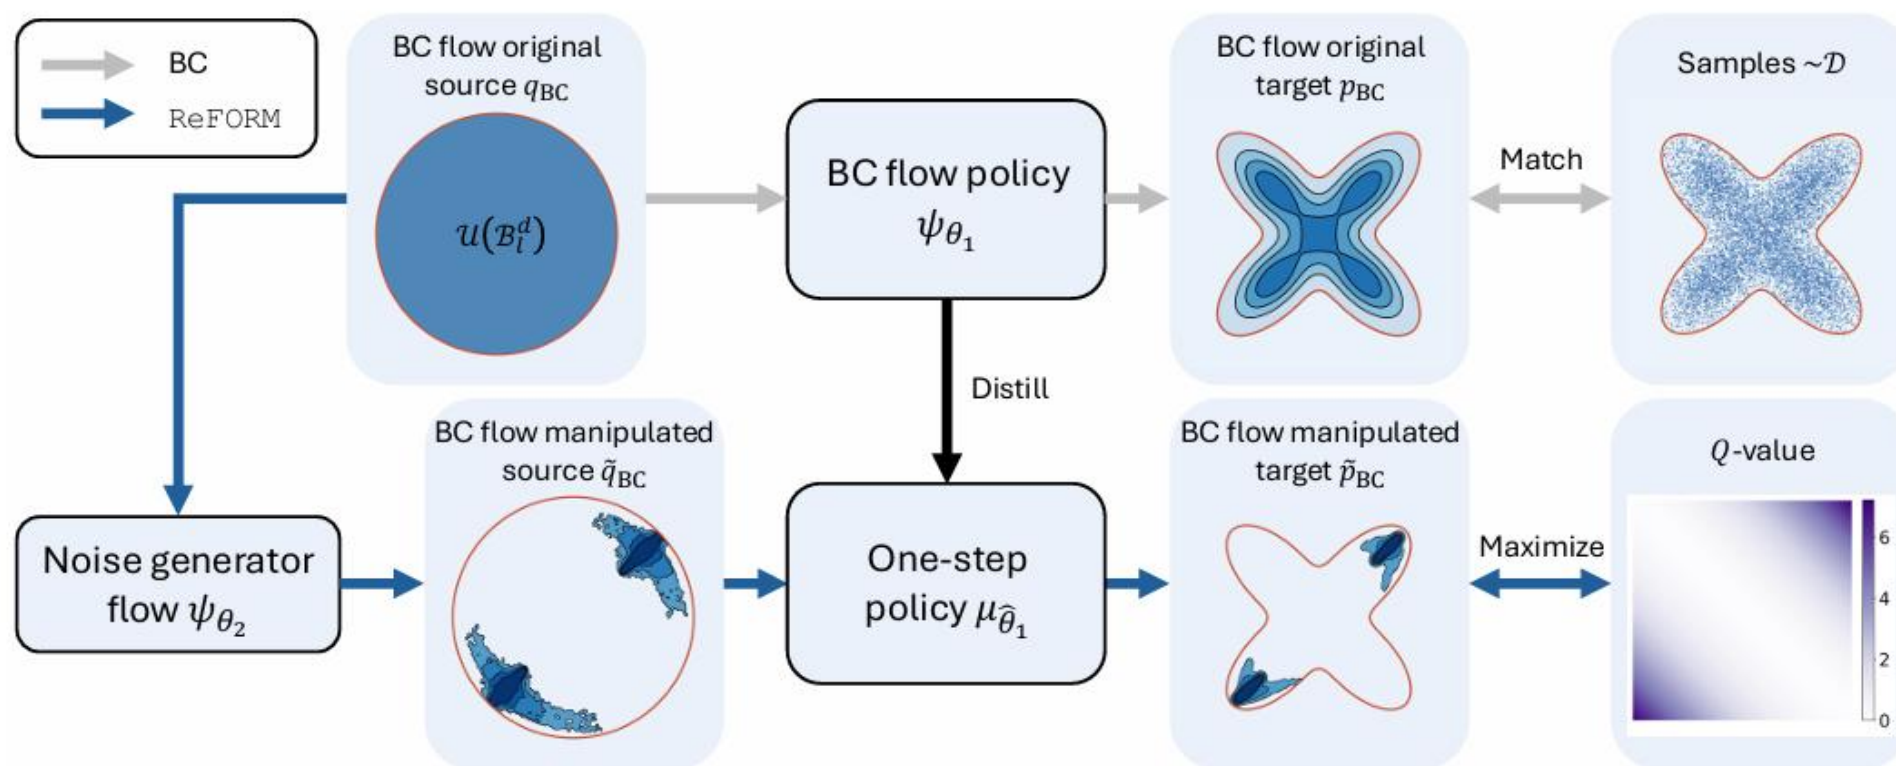 BC
ReFORM
BC flow original
source q_BC
𝒰(ℬ_l^d)
BC flow policy
ψ_θ₁
BC flow original
target p_BC
Match
Samples ~𝒟
Distill
Noise generator
flow ψ_θ₂
BC flow manipulated
source q̃_BC
One-step
policy μ_θ̂₁
BC flow manipulated
target p̃_BC
Maximize
Q-value
6
4
2
0